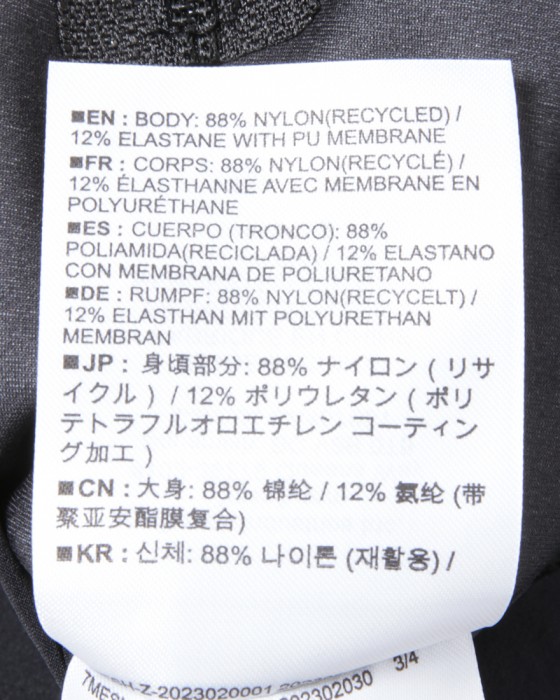 ■EN : BODY: 88% NYLON(RECYCLED) /
12% ELASTANE WITH PU MEMBRANE
■FR : CORPS: 88% NYLON(RECYCLÉ) /
12% ÉLASTHANNE AVEC MEMBRANE EN
POLYURÉTHANE
■ES : CUERPO (TRONCO): 88%
POLIAMIDA(RECICLADA) / 12% ELASTANO
CON MEMBRANA DE POLIURETANO
■DE : RUMPF: 88% NYLON(RECYCELT) /
12% ELASTHAN MIT POLYURETHAN
MEMBRAN
■JP : 身頃部分: 88% ナイロン ( リサ
イクル ) / 12% ポリウレタン ( ポリ
テトラフルオロエチレン コーティン
グ加工 )
■CN : 大身: 88% 锦纶 / 12% 氨纶 (带
聚亚安酯膜复合)
■KR : 신체: 88% 나이론 (재활용) /
3/4